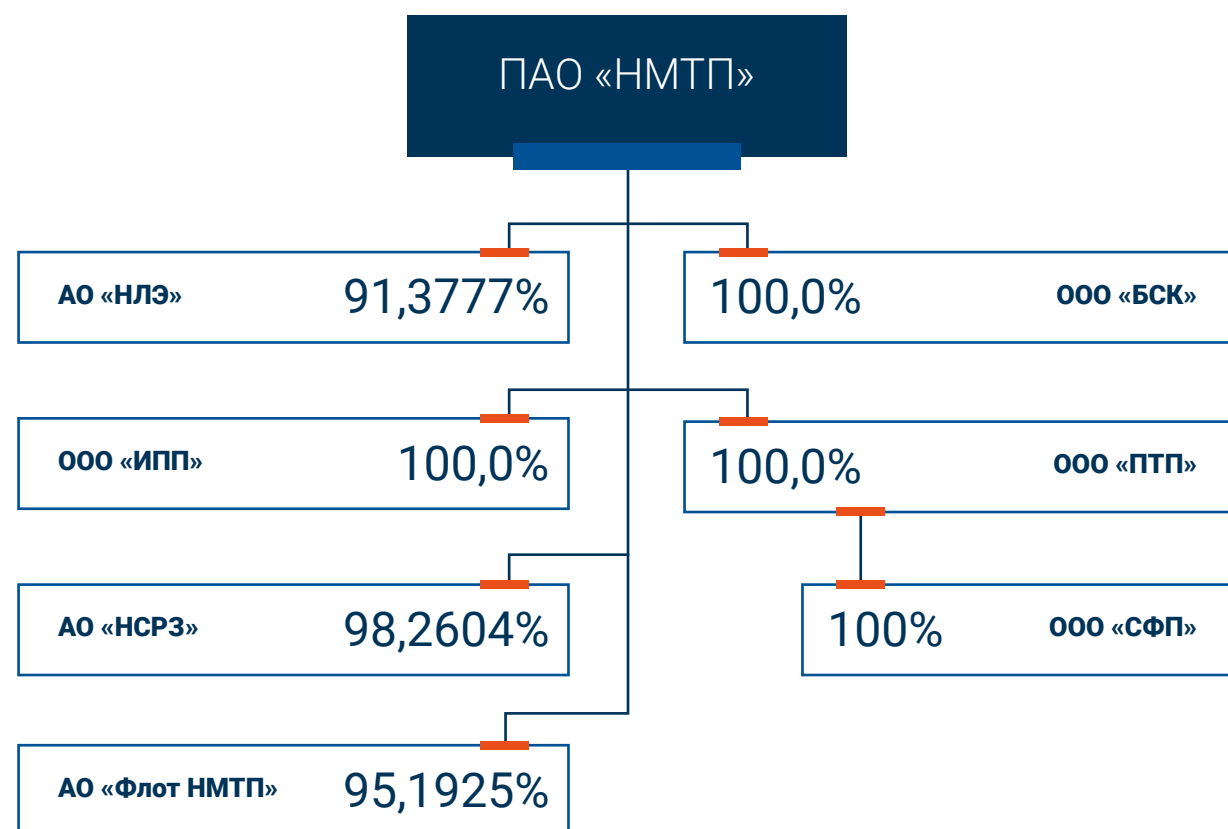 ПАО «НМТП»
АО «НЛЭ» 91,3777%
100,0% ООО «БСК»
ООО «ИПП» 100,0%
100,0% ООО «ПТП»
АО «НСРЗ» 98,2604%
100% ООО «СФП»
АО «Флот НМТП» 95,1925%